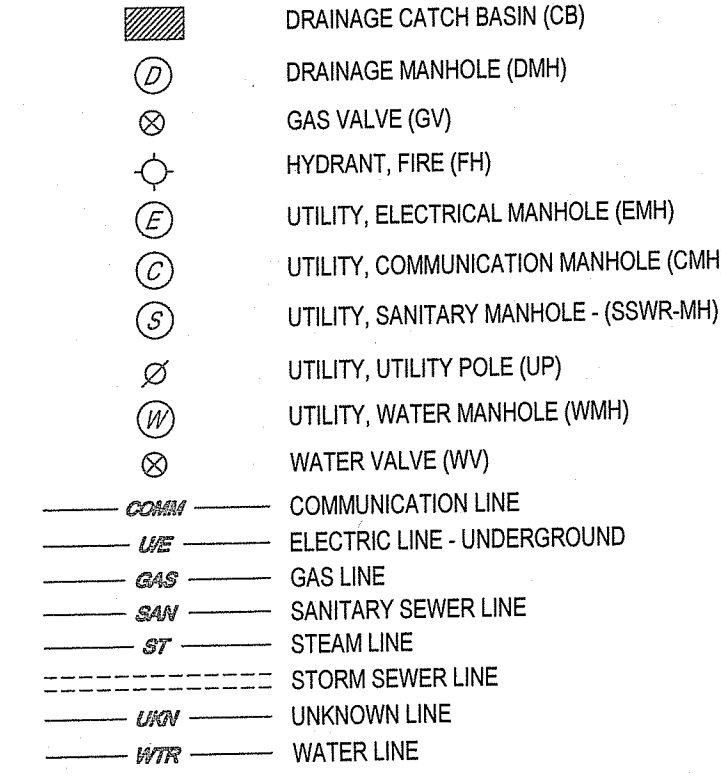 DRAINAGE CATCH BASIN (CB)
D DRAINAGE MANHOLE (DMH)
GAS VALVE (GV)
HYDRANT, FIRE (FH)
E UTILITY, ELECTRICAL MANHOLE (EMH)
C UTILITY, COMMUNICATION MANHOLE (CMH
S UTILITY, SANITARY MANHOLE - (SSWR-MH)
UTILITY, UTILITY POLE (UP)
W UTILITY, WATER MANHOLE (WMH)
WATER VALVE (WV)
COMM COMMUNICATION LINE
U/E ELECTRIC LINE - UNDERGROUND
GAS GAS LINE
SAN SANITARY SEWER LINE
ST STEAM LINE
STORM SEWER LINE
UKN UNKNOWN LINE
WTR WATER LINE